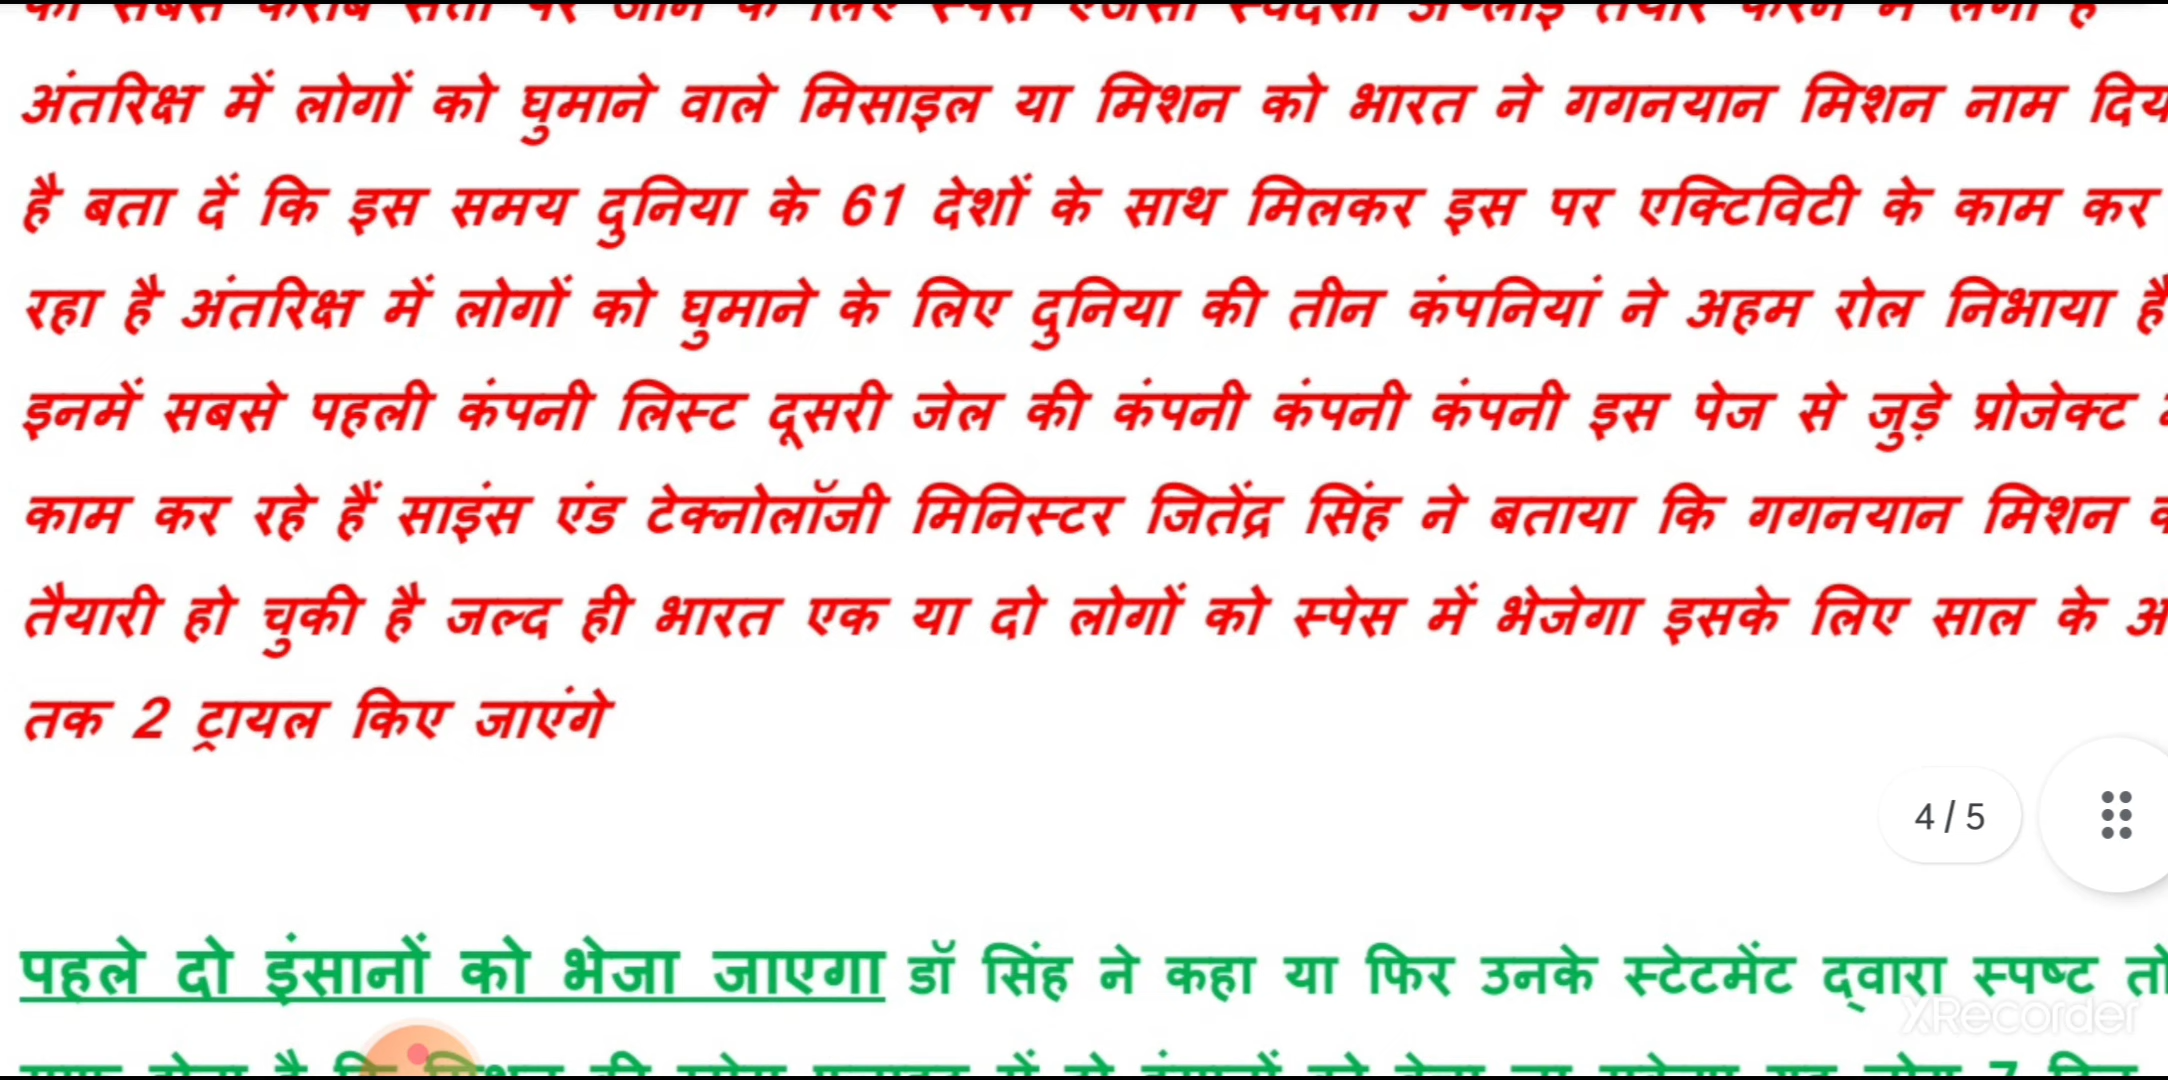 अंतरिक्ष में लोगों को घुमाने वाले मिसाइल या मिशन को भारत ने गगनयान मिशन नाम
है बता दें कि इस समय दुनिया के 61 देशों के साथ मिलकर इस पर एक्टिविटी के काम कर
रहा है अंतरिक्ष में लोगों को घुमाने के लिए दुनिया की तीन कंपनियां ने अहम रोल निभाया है
इनमें सबसे पहली कंपनी लिस्ट दूसरी जेल की कंपनी कंपनी कंपनी इस पेज से जुड़े प्रोजेक्ट
काम कर रहे हैं साइंस एंड टेक्नोलॉजी मिनिस्टर जितेंद्र सिंह ने बताया कि गगनयान मिशन
तैयारी हो चुकी है जल्द ही भारत एक या दो लोगों को स्पेस में भेजेगा इसके लिए साल के
तक 2 ट्रायल किए जाएंगे
4 / 5
पहले दो इंसानों को भेजा जाएगा डॉ सिंह ने कहा या फिर उनके स्टेटमेंट द्वारा स्पष्ट तो
XRecorder